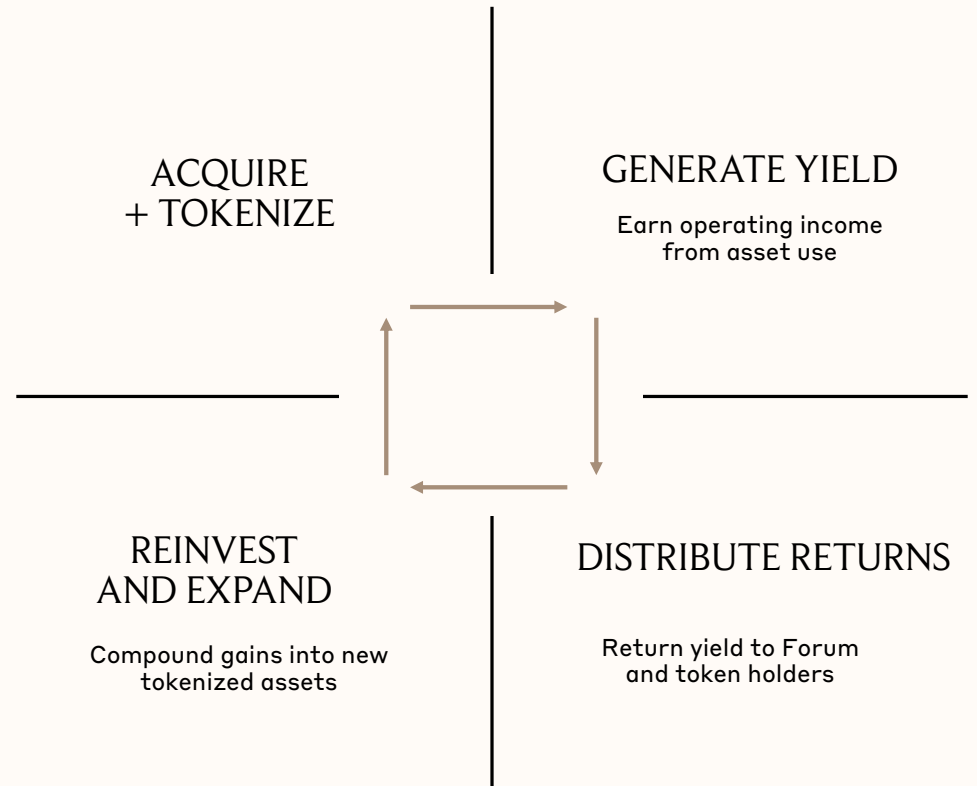 ACQUIRE
+ TOKENIZE
GENERATE YIELD
Earn operating income
from asset use
REINVEST
AND EXPAND
Compound gains into new
tokenized assets
DISTRIBUTE RETURNS
Return yield to Forum
and token holders